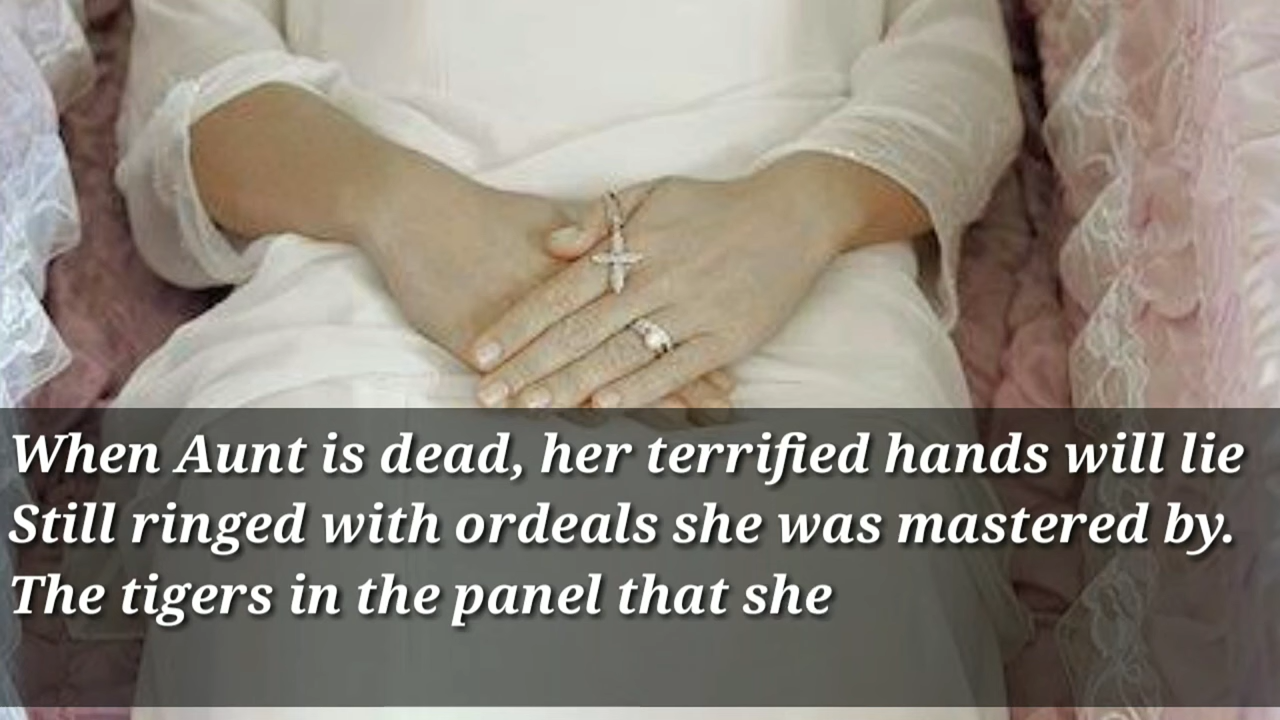 When Aunt is dead, her terrified hands will lie
Still ringed with ordeals she was mastered by.
The tigers in the panel that she